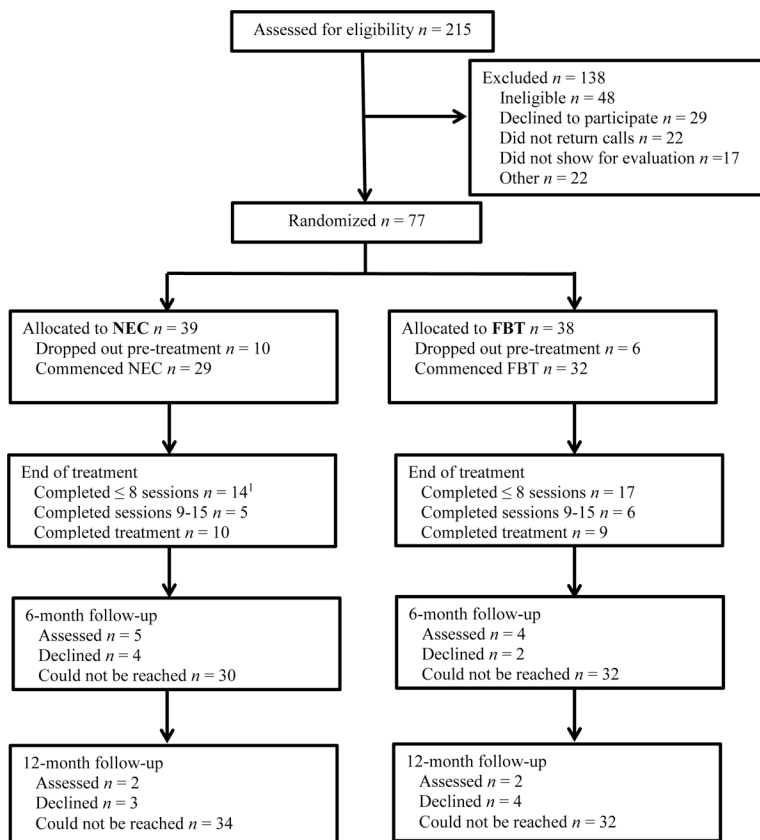 Assessed for eligibility n = 215
Excluded n = 138
Ineligible n = 48
Declined to participate n = 29
Did not return calls n = 22
Did not show for evaluation n =17
Other n = 22
Randomized n = 77
Allocated to NEC n = 39
Dropped out pre-treatment n = 10
Commenced NEC n = 29
Allocated to FBT n = 38
Dropped out pre-treatment n = 6
Commenced FBT n = 32
End of treatment
Completed ≤ 8 sessions n = 14¹
Completed sessions 9-15 n = 5
Completed treatment n = 10
End of treatment
Completed ≤ 8 sessions n = 17
Completed sessions 9-15 n = 6
Completed treatment n = 9
6-month follow-up
Assessed n = 5
Declined n = 4
Could not be reached n = 30
6-month follow-up
Assessed n = 4
Declined n = 2
Could not be reached n = 32
12-month follow-up
Assessed n = 2
Declined n = 3
Could not be reached n = 34
12-month follow-up
Assessed n = 2
Declined n = 4
Could not be reached n = 32